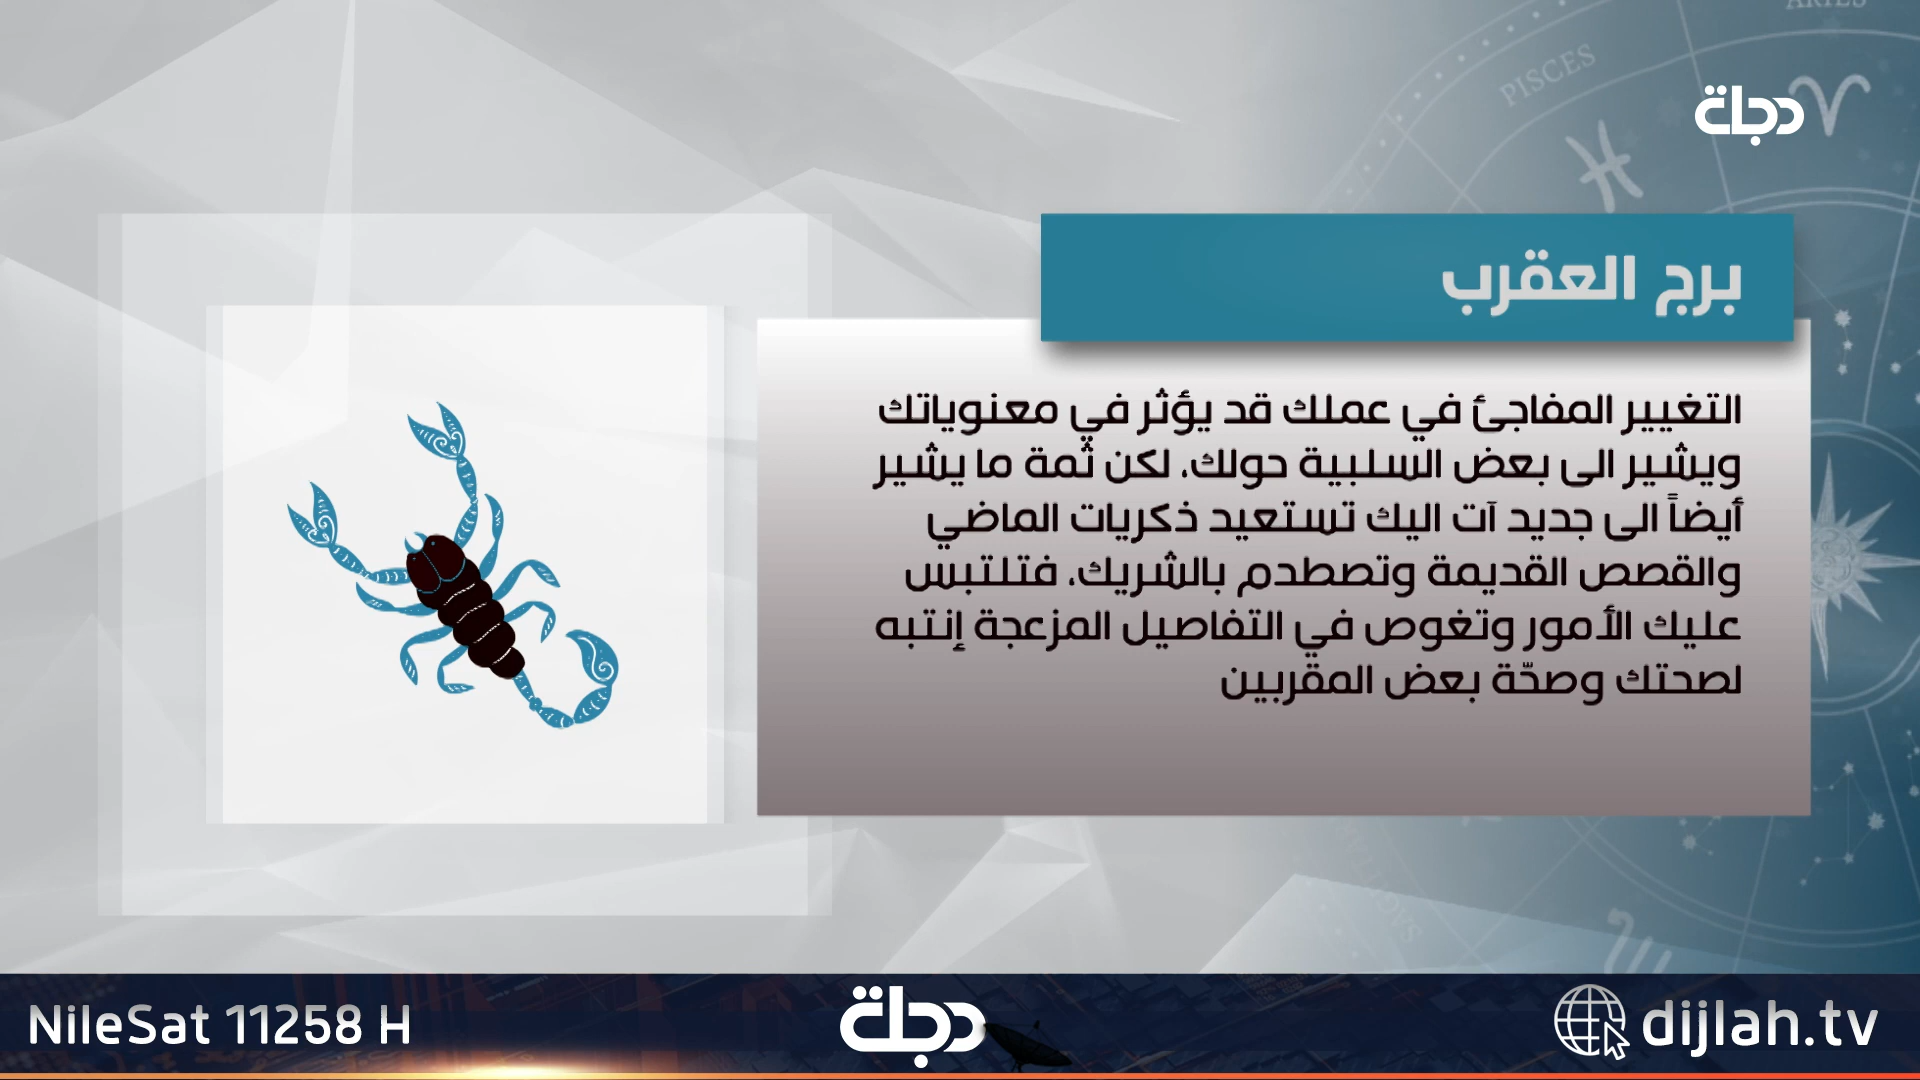 ARIES
PISCES
دجلة
برج العقرب
التغيير المفاجئ في عملك قد يؤثر في معنوياتك
ويشير الى بعض السلبية حولك، لكن ثمة ما يشير
أيضاً الى جديد آت اليك تستعيد ذكريات الماضي
والقصص القديمة وتصطدم بالشريك، فتلتبس
عليك الأمور وتغوص في التفاصيل المزعجة إنتبه
لصحتك وصحّة بعض المقربين
NileSat 11258 H
دجلة
dijlah.tv